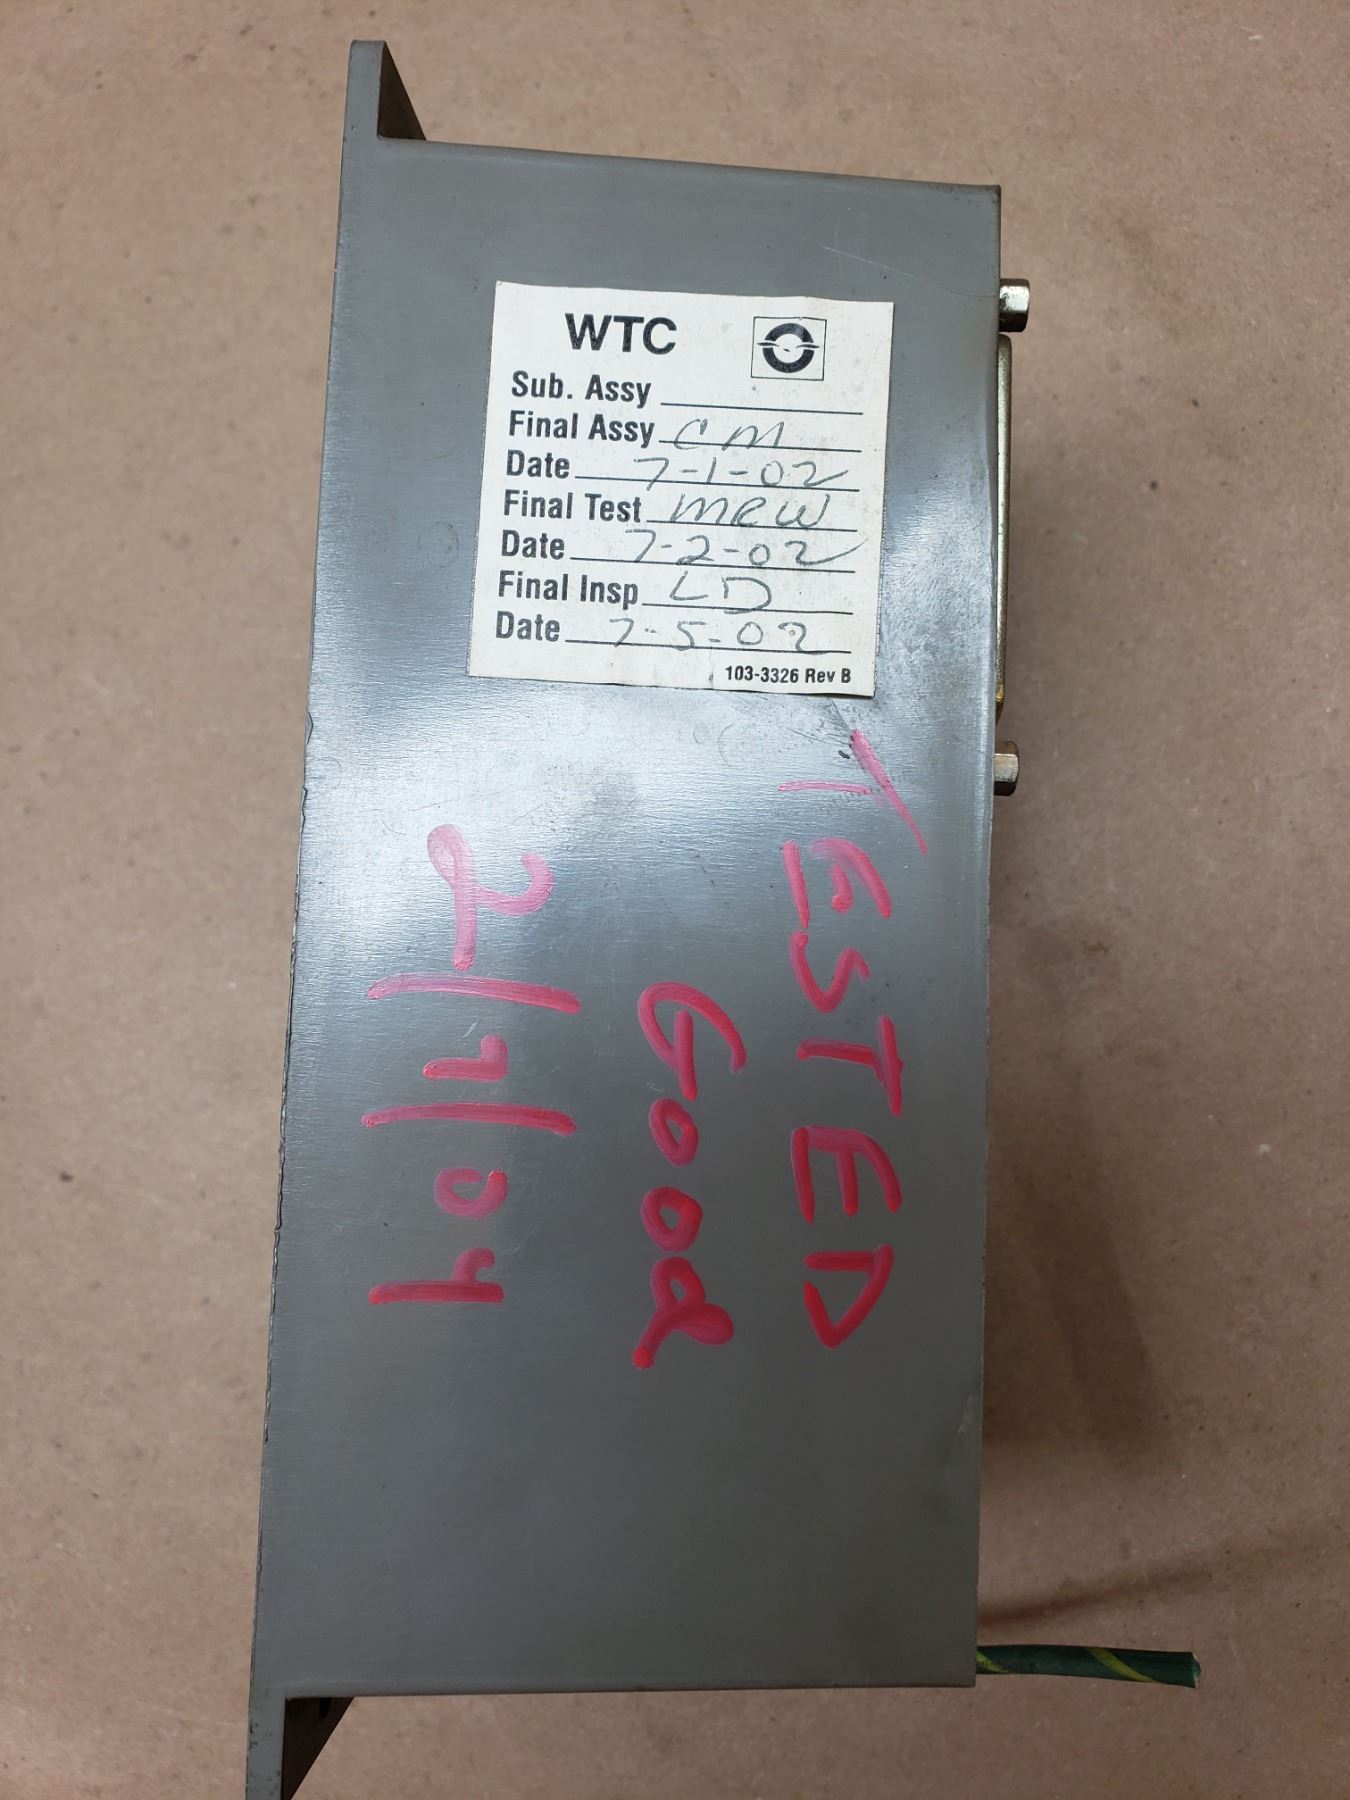 WTC
Sub. Assy
Final Assy CM
Date 7-1-02
Final Test MRW
Date 7-2-02
Final Insp LD
Date 7-5-02
103-3326 Rev B
TESTED
Good
2/7/04